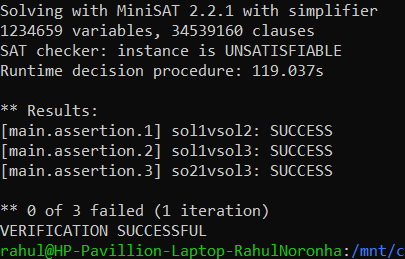 Solving with MiniSAT 2.2.1 with simplifier
1234659 variables, 34539160 clauses
SAT checker: instance is UNSATISFIABLE
Runtime decision procedure: 119.037s
** Results:
[main.assertion.1] sol1vsol2: SUCCESS
[main.assertion.2] sol1vsol3: SUCCESS
[main.assertion.3] so21vsol3: SUCCESS
** 0 of 3 failed (1 iteration)
VERIFICATION SUCCESSFUL
rahul@HP-Pavillion-Laptop-RahulNoronha:/mnt/c